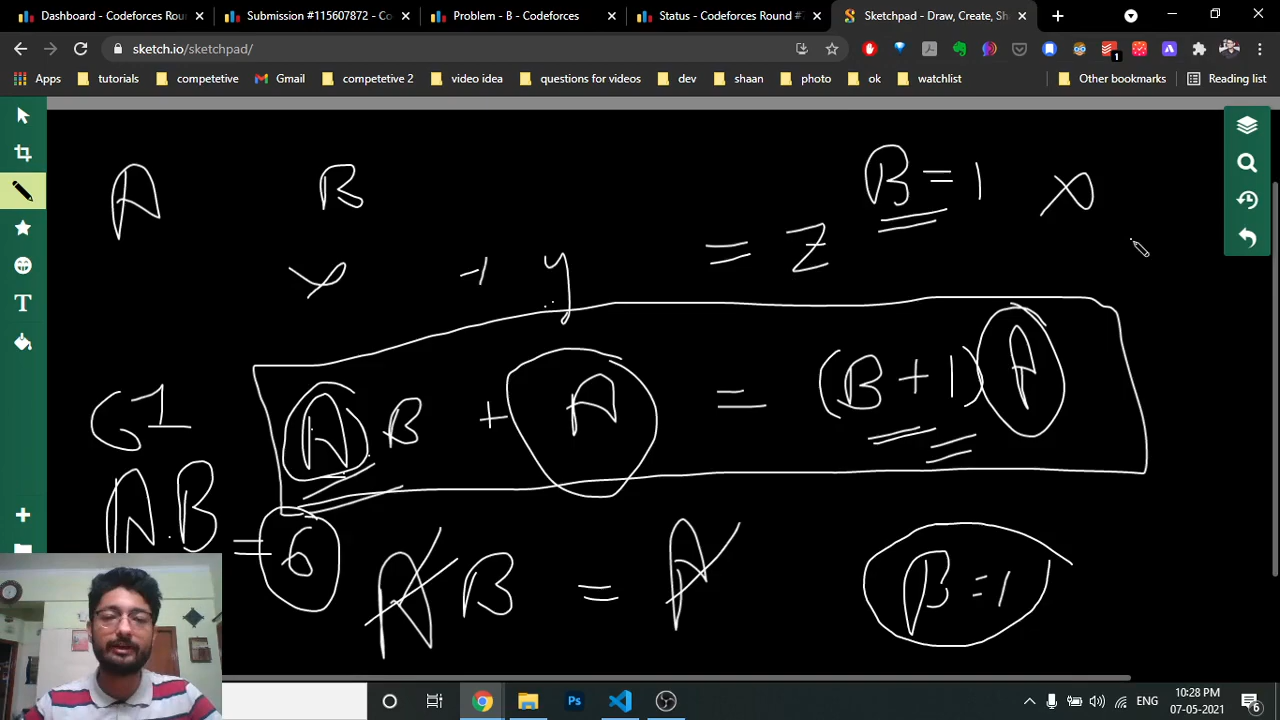 Dashboard - Codeforces Rou
Submission #115607872 - Co
Problem - B - Codeforces
Status - Codeforces Round #
Sketchpad - Draw, Create, Sh
sketch.io/sketchpad/
1
Apps
tutorials
competetive
Gmail
competetive 2
video idea
questions for videos
dev
shaan
photo
ok
watchlist
Other bookmarks
Reading list
A B B = 1 x
x + y = z
A B + A = (B + 1) A
A.B = 6
A B = A B = 1
T
Ps
ENG
10:28 PM
07-05-2021
6